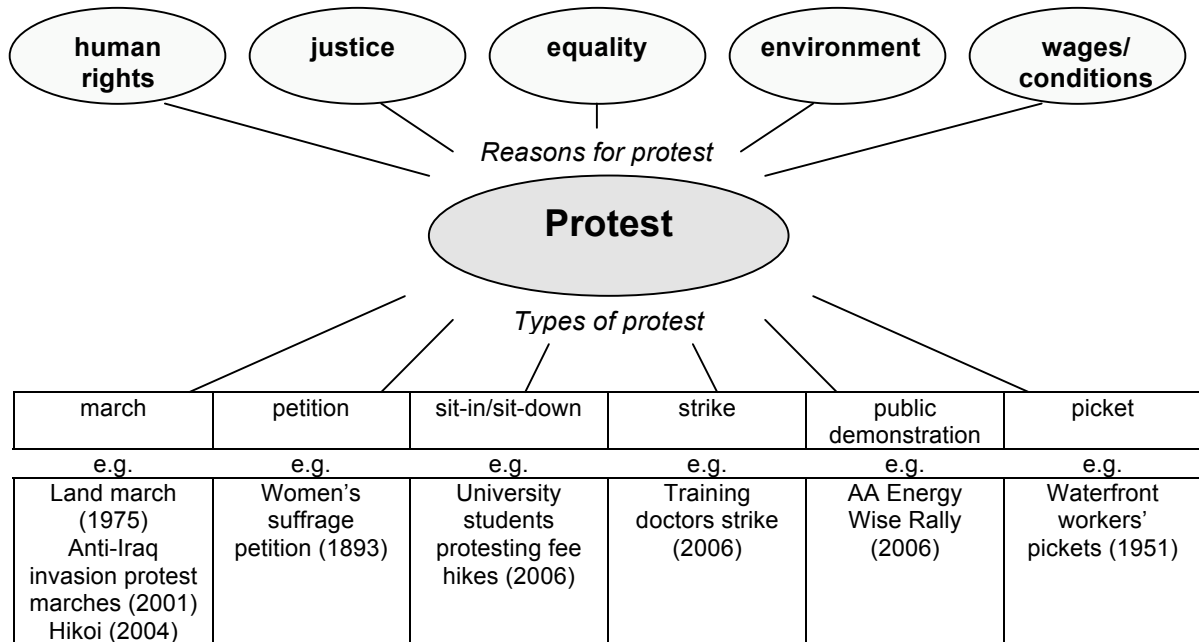 human
rights
justice
equality
environment
wages/
conditions
Reasons for protest
Protest
Types of protest
march
petition
sit-in/sit-down
strike
public
demonstration
picket
e.g.
e.g.
e.g.
e.g.
e.g.
e.g.
Land march
(1975)
Anti-Iraq
invasion protest
marches (2001)
Hikoi (2004)
Women’s
suffrage
petition (1893)
University
students
protesting fee
hikes (2006)
Training
doctors strike
(2006)
AA Energy
Wise Rally
(2006)
Waterfront
workers’
pickets (1951)